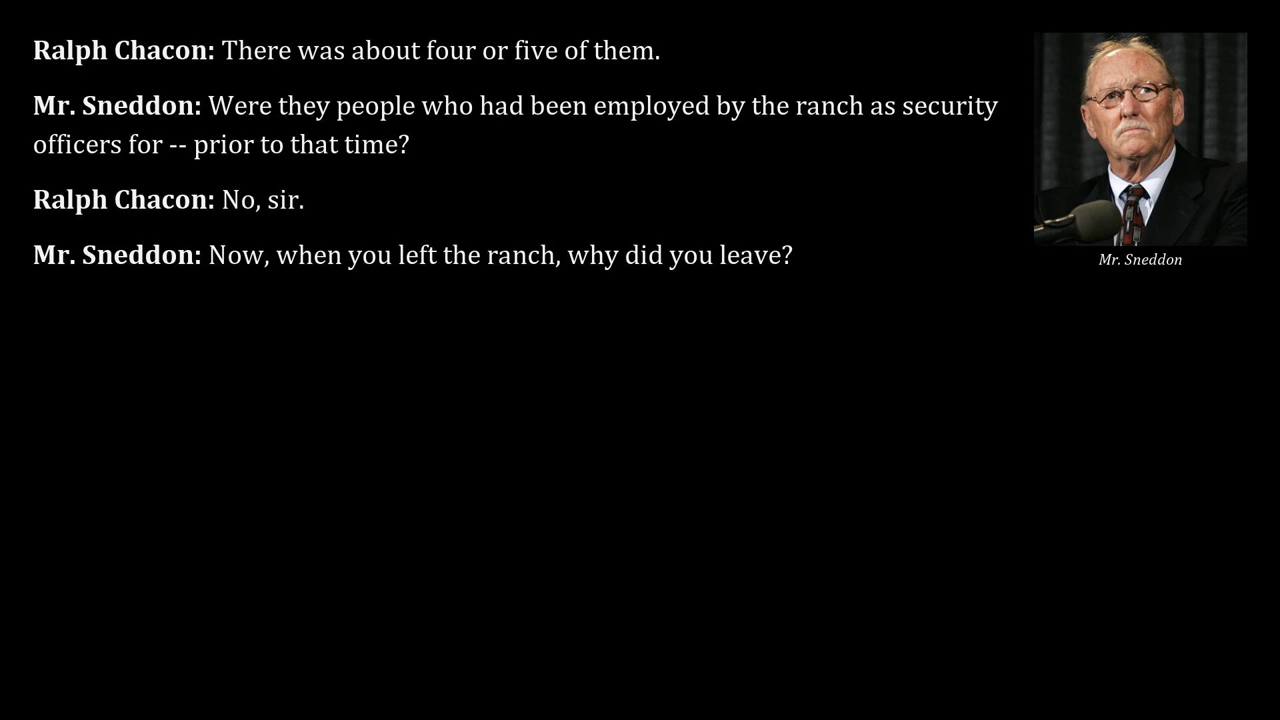 Ralph Chacon: There was about four or five of them.
Mr. Sneddon: Were they people who had been employed by the ranch as security
officers for -- prior to that time?
Ralph Chacon: No, sir.
Mr. Sneddon: Now, when you left the ranch, why did you leave?
Mr. Sneddon